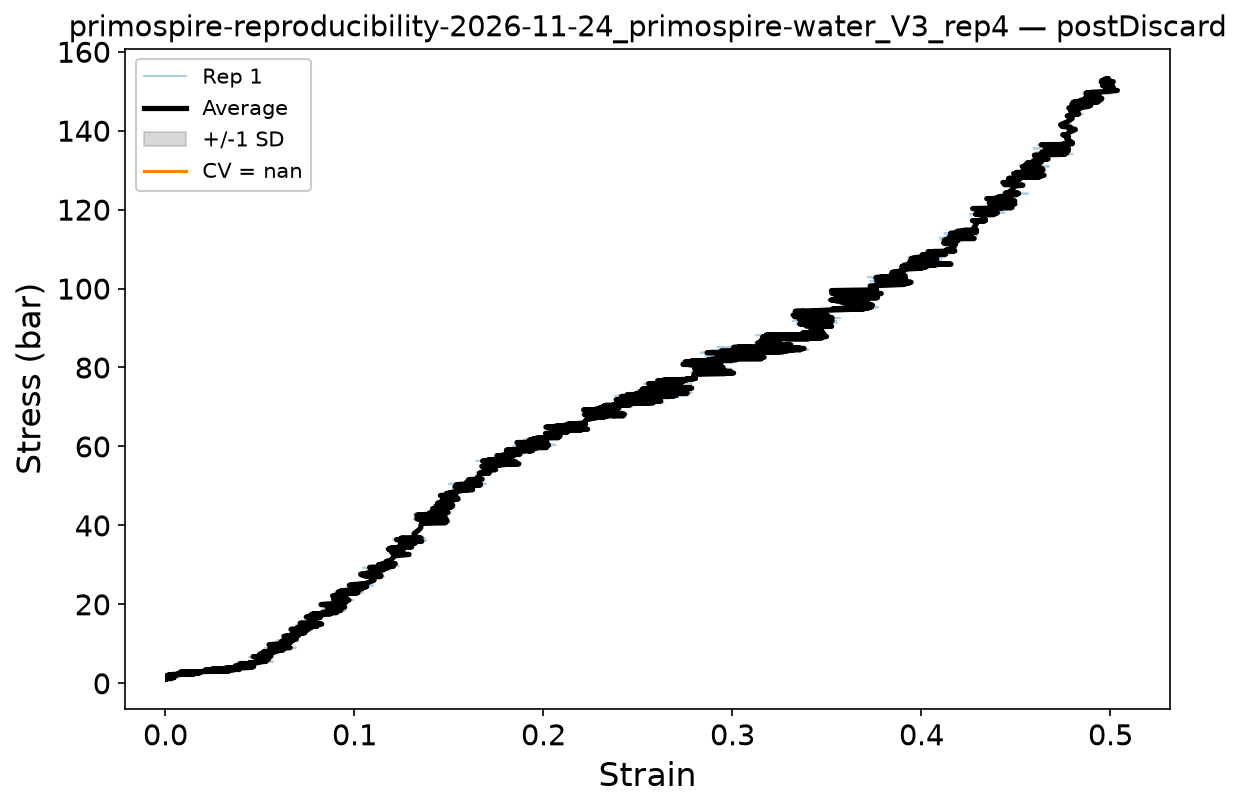 primospire-reproducibility-2026-11-24_primospire-water_V3_rep4 — postDiscard
Rep 1
Average
+/-1 SD
CV = nan
Stress (bar)
160
140
120
100
80
60
40
20
0
0.0 0.1 0.2 0.3 0.4 0.5
Strain